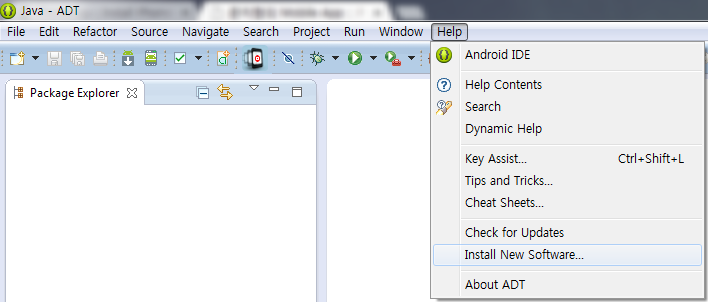 Java - ADT
File Edit Refactor Source Navigate Search Project Run Window Help
Package Explorer
Android IDE
Help Contents
Search
Dynamic Help
Key Assist... Ctrl+Shift+L
Tips and Tricks...
Cheat Sheets...
Check for Updates
Install New Software...
About ADT